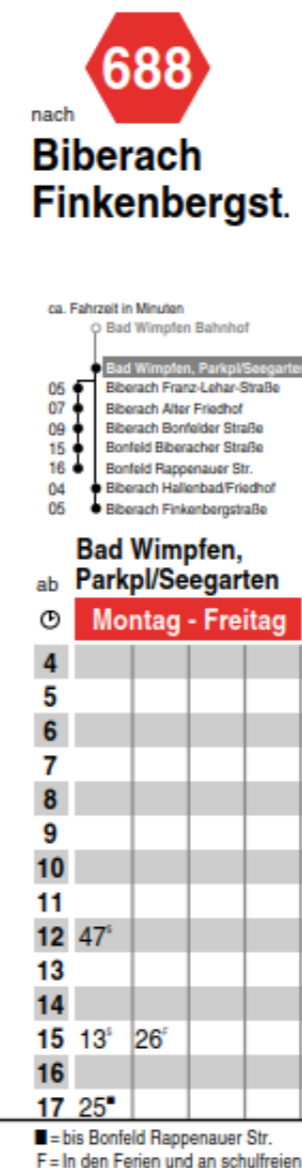 688
nach
Biberach
Finkenbergst.
ca. Fahrzeit in Minuten
Bad Wimpfen Bahnhof
Bad Wimpfen, Parkpl/Seegarten
05 Biberach Franz-Lehar-Straße
07 Biberach Alter Friedhof
09 Biberach Bonfelder Straße
15 Bonfeld Biberacher Straße
16 Bonfeld Rappenauer Str.
04 Biberach Hallenbad/Friedhof
05 Biberach Finkenbergstraße
Bad Wimpfen,
ab Parkpl/Seegarten
Montag - Freitag
4
5
6
7
8
9
10
11
12 47 S
13
14
15 13 S 26 F
16
17 25■
■ = bis Bonfeld Rappenauer Str.
F = In den Ferien und an schulfreien